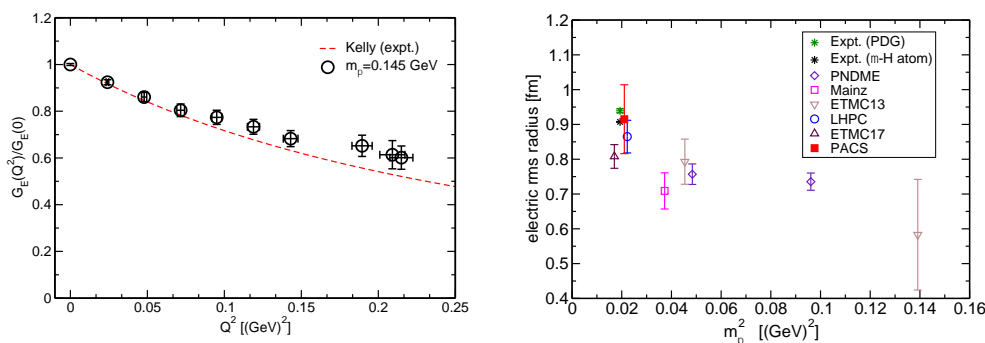 1.2
1
0.8
0.6
0.4
0.2
0
G_E(Q^2)/G_E(0)
Kelly (expt.)
m_p=0.145 GeV
0 0.05 0.1 0.15 0.2 0.25
Q^2 [(GeV)^2]
1.1
1
0.9
0.8
0.7
0.6
0.5
0.4
electric rms radius [fm]
Expt. (PDG)
Expt. (m-H atom)
PNDME
Mainz
ETMC13
LHPC
ETMC17
PACS
0 0.02 0.04 0.06 0.08 0.1 0.12 0.14 0.16
m_p^2 [(GeV)^2]